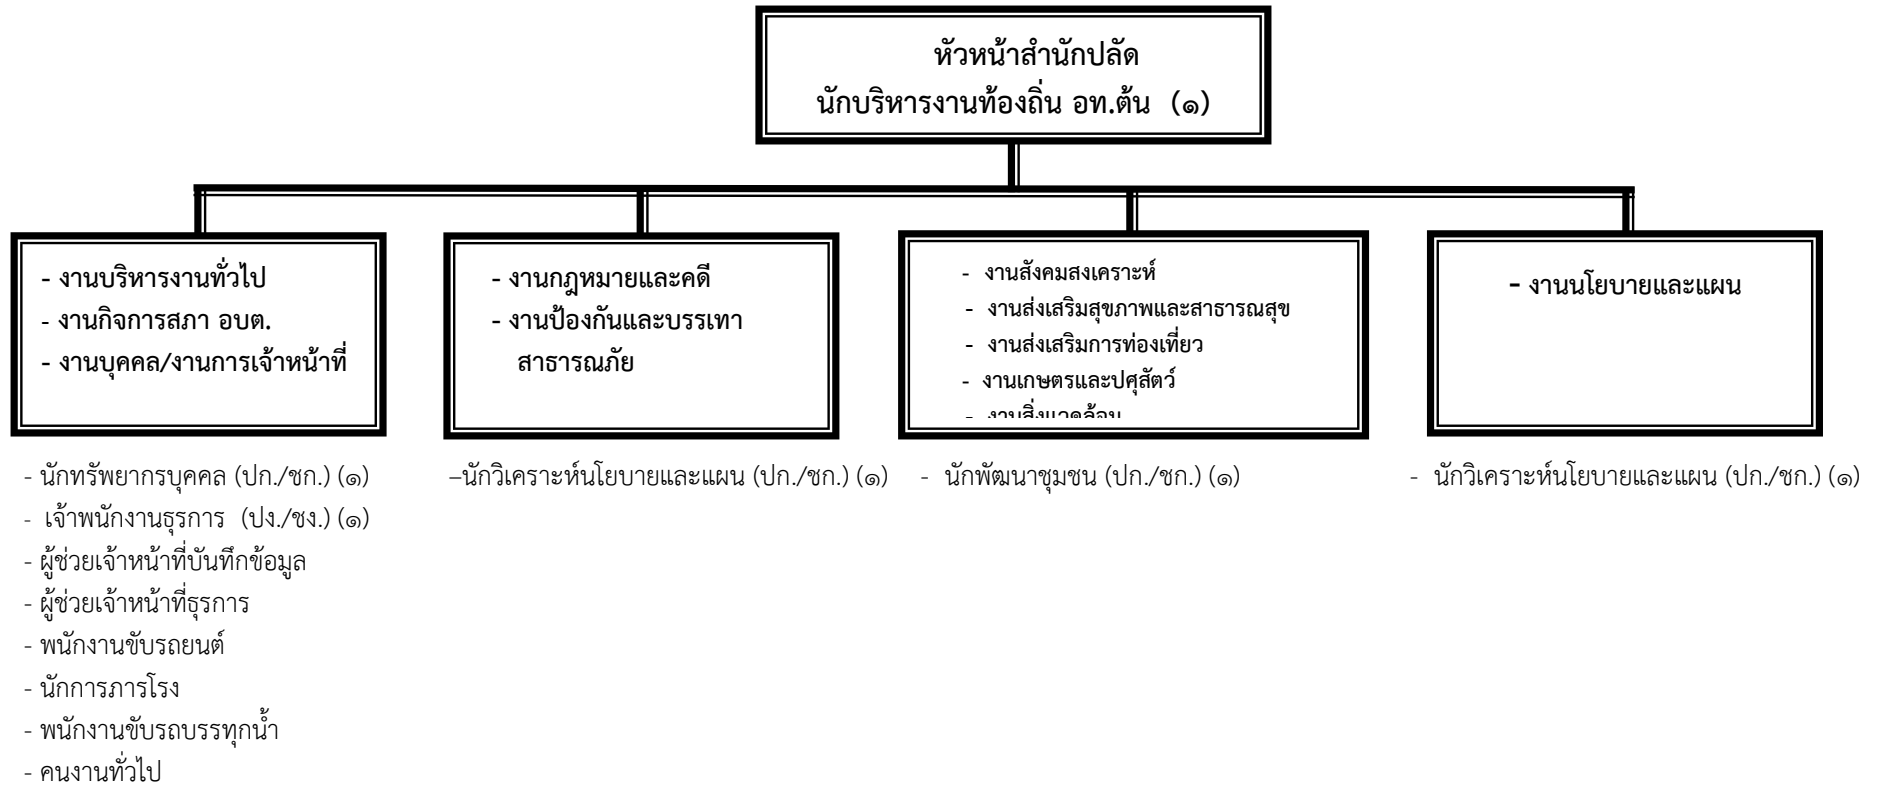 หัวหน้าสำนักปลัด
นักบริหารงานท้องถิ่น อท.ต้น (๑)
- งานบริหารงานทั่วไป
- งานกิจการสภา อบต.
- งานบุคคล/งานการเจ้าหน้าที่
- งานกฎหมายและคดี
- งานป้องกันและบรรเทา
สาธารณภัย
- งานสังคมสงเคราะห์
- งานส่งเสริมสุขภาพและสาธารณสุข
- งานส่งเสริมการท่องเที่ยว
- งานเกษตรและปศุสัตว์
- งานสิ่งแวดล้อม
- งานนโยบายและแผน
- นักทรัพยากรบุคคล (ปก./ชก.) (๑)
- เจ้าพนักงานธุรการ (ปง./ชง.) (๑)
- ผู้ช่วยเจ้าหน้าที่บันทึกข้อมูล
- ผู้ช่วยเจ้าหน้าที่ธุรการ
- พนักงานขับรถยนต์
- นักการภารโรง
- พนักงานขับรถบรรทุกน้ำ
- คนงานทั่วไป
–นักวิเคราะห์นโยบายและแผน (ปก./ชก.) (๑)
- นักพัฒนาชุมชน (ปก./ชก.) (๑)
- นักวิเคราะห์นโยบายและแผน (ปก./ชก.) (๑)